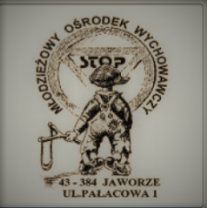 MŁODZIEŻOWY OŚRODEK WYCHOWAWCZY
STOP
43 - 384 JAWORZE
UL.PAŁACOWA 1